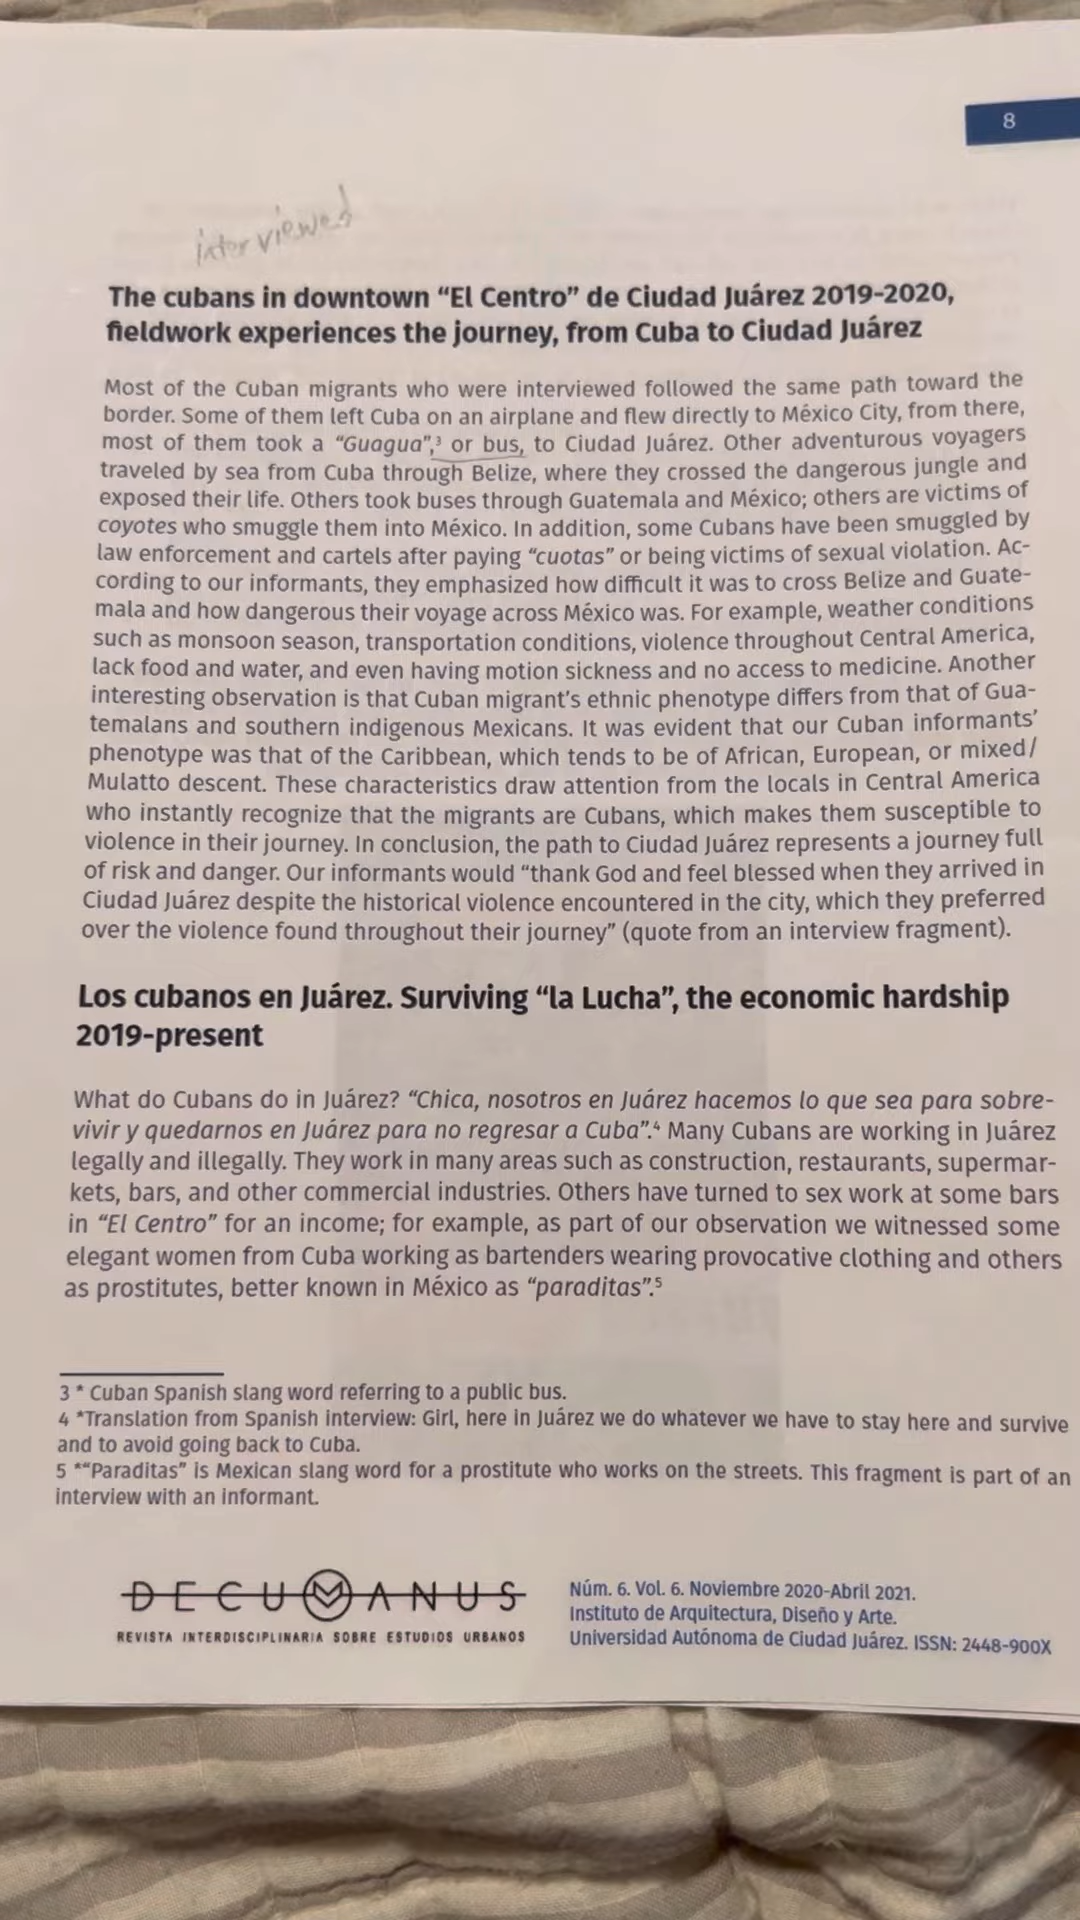 8
interviewed
The cubans in downtown “El Centro” de Ciudad Juárez 2019-2020,
fieldwork experiences the journey, from Cuba to Ciudad Juárez
Most of the Cuban migrants who were interviewed followed the same path toward the
border. Some of them left Cuba on an airplane and flew directly to México City, from there,
most of them took a “Guagua”,³ or bus, to Ciudad Juárez. Other adventurous voyagers
traveled by sea from Cuba through Belize, where they crossed the dangerous jungle and
exposed their life. Others took buses through Guatemala and México; others are victims of
coyotes who smuggle them into México. In addition, some Cubans have been smuggled by
law enforcement and cartels after paying “cuotas” or being victims of sexual violation. Ac-
cording to our informants, they emphasized how difficult it was to cross Belize and Guate-
mala and how dangerous their voyage across México was. For example, weather conditions
such as monsoon season, transportation conditions, violence throughout Central America,
lack food and water, and even having motion sickness and no access to medicine. Another
interesting observation is that Cuban migrant’s ethnic phenotype differs from that of Gua-
temalans and southern indigenous Mexicans. It was evident that our Cuban informants’
phenotype was that of the Caribbean, which tends to be of African, European, or mixed/
Mulatto descent. These characteristics draw attention from the locals in Central America
who instantly recognize that the migrants are Cubans, which makes them susceptible to
violence in their journey. In conclusion, the path to Ciudad Juárez represents a journey full
of risk and danger. Our informants would “thank God and feel blessed when they arrived in
Ciudad Juárez despite the historical violence encountered in the city, which they preferred
over the violence found throughout their journey” (quote from an interview fragment).
Los cubanos en Juárez. Surviving “la Lucha”, the economic hardship
2019-present
What do Cubans do in Juárez? “Chica, nosotros en Juárez hacemos lo que sea para sobre-
vivir y quedarnos en Juárez para no regresar a Cuba”.⁴ Many Cubans are working in Juárez
legally and illegally. They work in many areas such as construction, restaurants, supermar-
kets, bars, and other commercial industries. Others have turned to sex work at some bars
in “El Centro” for an income; for example, as part of our observation we witnessed some
elegant women from Cuba working as bartenders wearing provocative clothing and others
as prostitutes, better known in México as “paraditas”.⁵
3 * Cuban Spanish slang word referring to a public bus.
4 *Translation from Spanish interview: Girl, here in Juárez we do whatever we have to stay here and survive
and to avoid going back to Cuba.
5 *“Paraditas” is Mexican slang word for a prostitute who works on the streets. This fragment is part of an
interview with an informant.
DECUMANUS
REVISTA INTERDISCIPLINARIA SOBRE ESTUDIOS URBANOS
Núm. 6. Vol. 6. Noviembre 2020-Abril 2021.
Instituto de Arquitectura, Diseño y Arte.
Universidad Autónoma de Ciudad Juárez. ISSN: 2448-900X